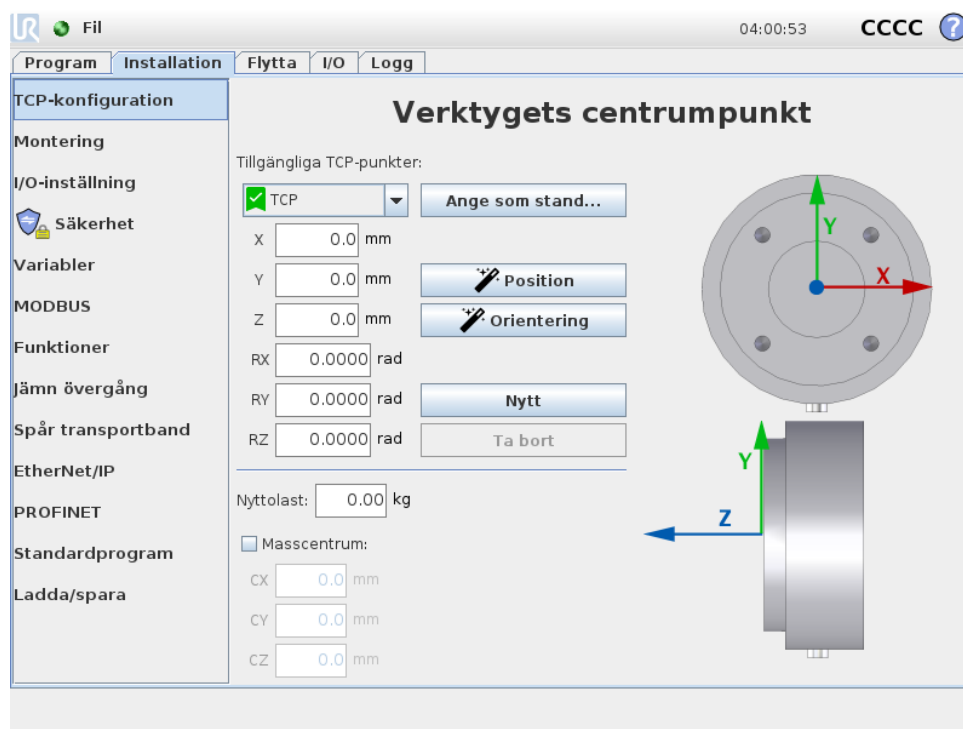 UR Fil 04:00:53 CCCC ?
Program Installation Flytta I/O Logg
TCP-konfiguration
Montering
I/O-inställning
Säkerhet
Variabler
MODBUS
Funktioner
Jämn övergång
Spår transportband
EtherNet/IP
PROFINET
Standardprogram
Ladda/spara
Verktygets centrumpunkt
Tillgängliga TCP-punkter:
TCP Ange som stand...
X 0.0 mm
Y 0.0 mm Position
Z 0.0 mm Orientering
RX 0.0000 rad
RY 0.0000 rad Nytt
RZ 0.0000 rad Ta bort
Nyttolast: 0.00 kg
Masscentrum:
CX 0.0 mm
CY 0.0 mm
CZ 0.0 mm
Y
X
Y
Z